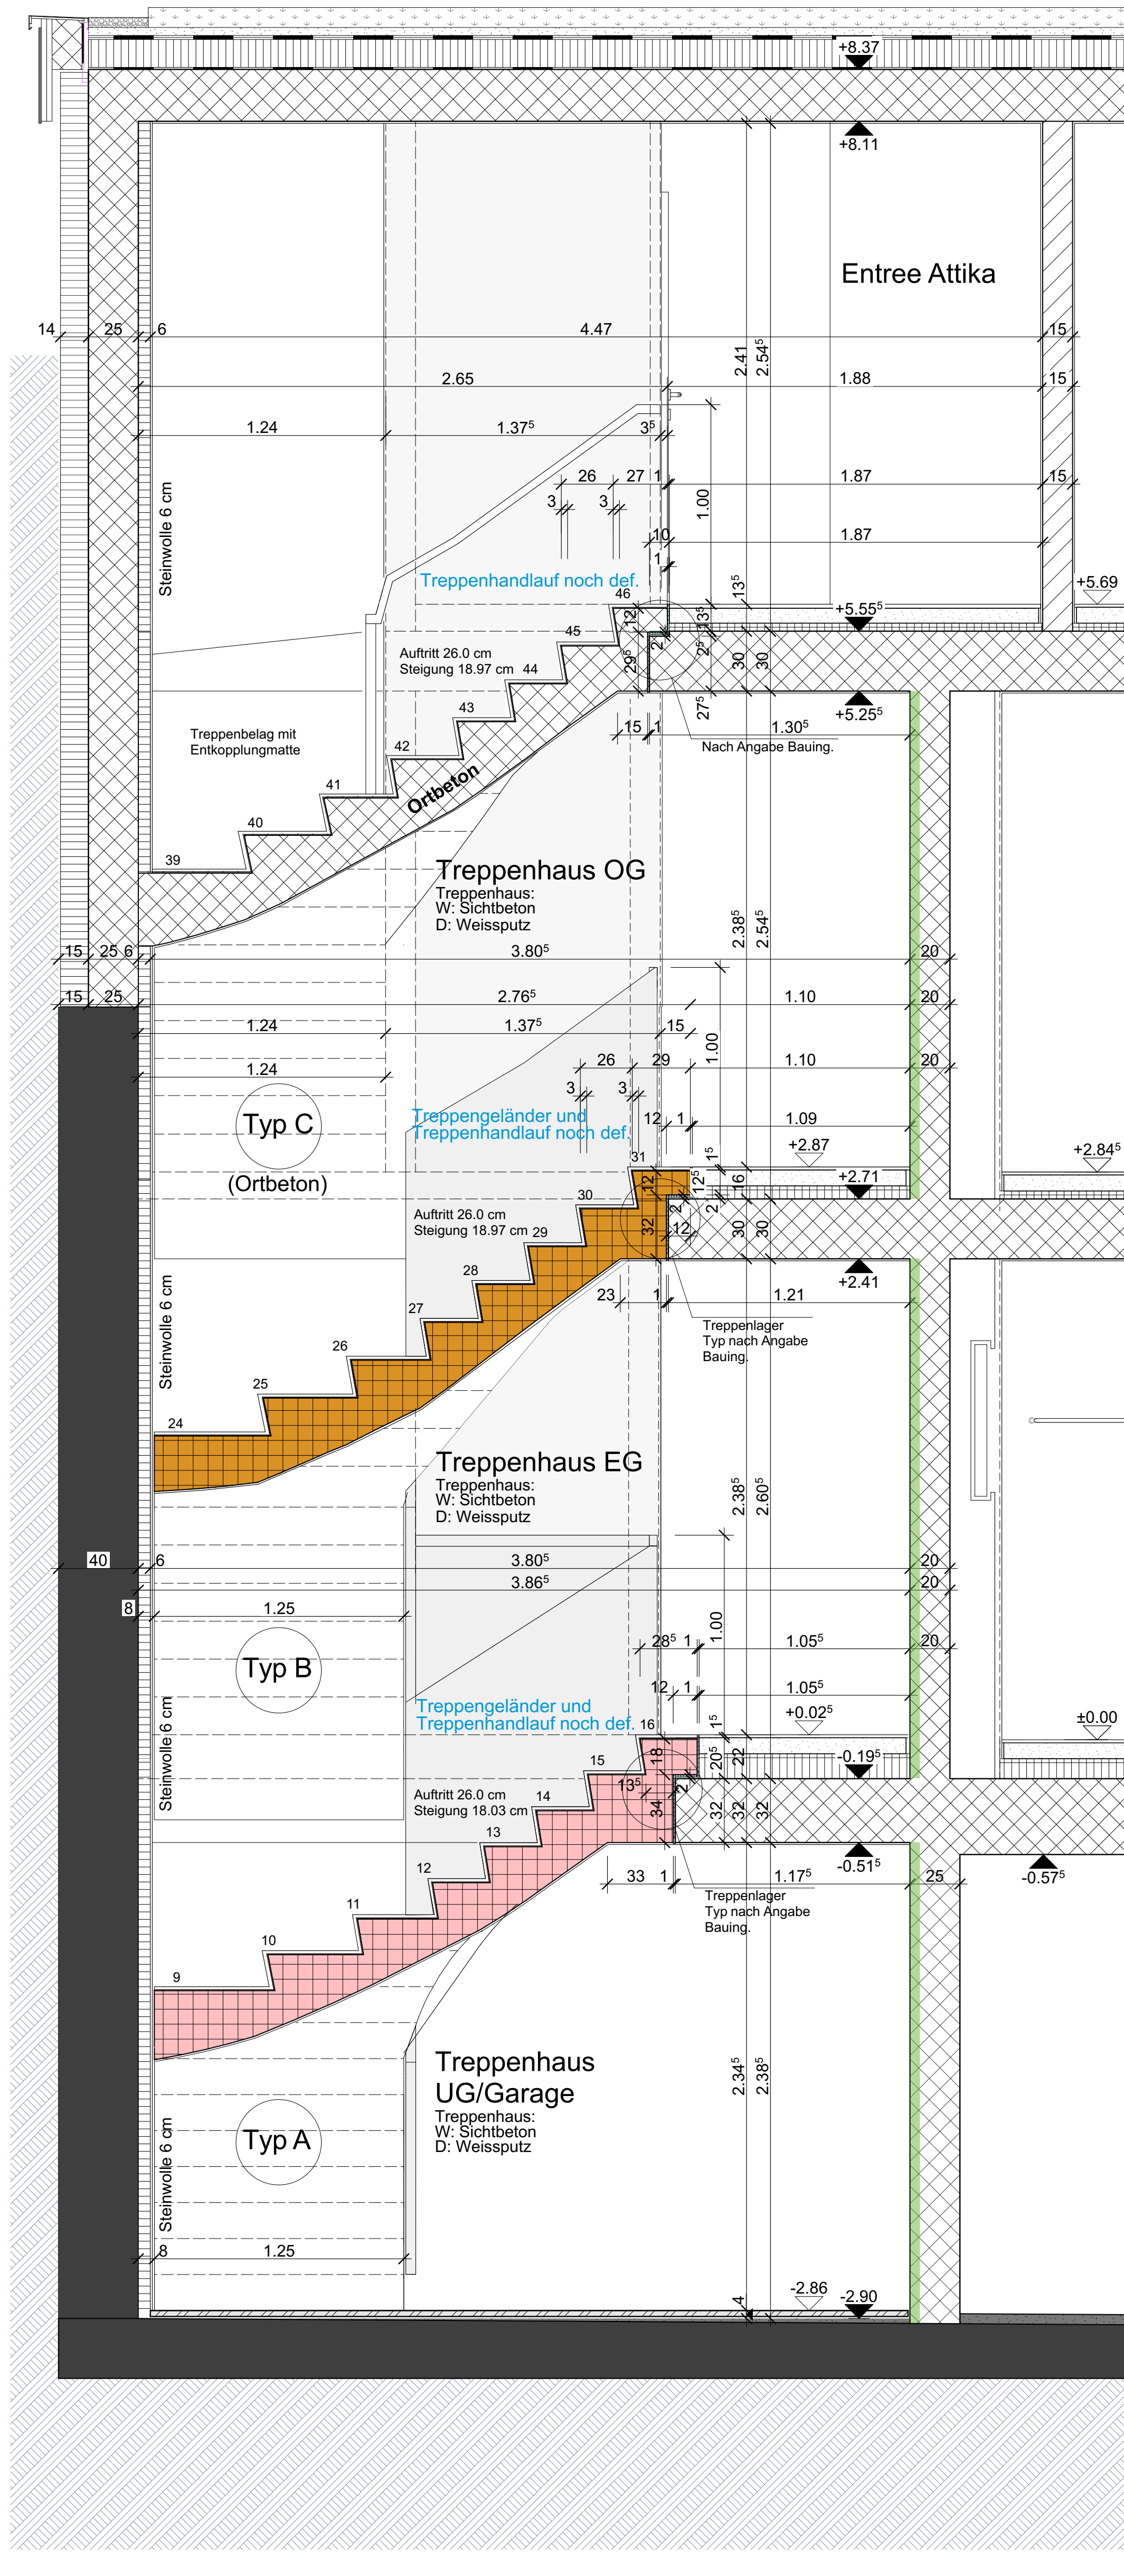 +8.37
+8.11
Entree Attika
14 25 6 4.47 15
2.41 2.54⁵
2.65 1.88 15
1.24 1.37⁵ 3⁵
26 27 1 1.87 15
3 3 1.00
Steinwolle 6 cm
10 1.87
1
Treppenhandlauf noch def.
13⁵ +5.69
46 +5.55⁵
12 13⁵
45
Auftritt 26.0 cm
Steigung 18.97 cm 44
29⁵ 2 2⁵ 30 30
43
27⁵ +5.25⁵
Treppenbelag mit
Entkopplungmatte
15 1 1.30⁵
42
Nach Angabe Bauing.
41
Ortbeton
40
39
Treppenhaus OG
Treppenhaus:
W: Sichtbeton
D: Weissputz
2.38⁵ 2.54⁵
15 25 6 3.80⁵ 20
15 25 2.76⁵ 1.10 20
1.24 1.37⁵ 15
1.00
1.24 26 29 1.10 20
3 3
Typ C
(Ortbeton)
Treppengeländer und
Treppenhandlauf noch def.
12 1 1.09
+2.87 +2.84⁵
31 1⁵
12 12⁵ 16 +2.71
30 2 2
Auftritt 26.0 cm
Steigung 18.97 cm 29
32 12 30 30
28 +2.41
23 1 1.21
27
Steinwolle 6 cm
Treppenlager
Typ nach Angabe
Bauing.
26
25
24
Treppenhaus EG
Treppenhaus:
W: Sichtbeton
D: Weissputz
2.38⁵ 2.60⁵
40 6 3.80⁵ 20
3.86⁵ 20
8 1.25
1.00
28⁵ 1 1.05⁵ 20
Typ B
12 1 1.05⁵
Steinwolle 6 cm
Treppengeländer und
Treppenhandlauf noch def.
+0.02⁵ ±0.00
16 1⁵
18 20⁵ 22 -0.19⁵
15
13⁵ 2
Auftritt 26.0 cm
Steigung 18.03 cm 14
34 32 32 32
13
-0.51⁵ -0.57⁵
12
33 1 1.17⁵ 25
Treppenlager
Typ nach Angabe
Bauing.
11
10
9
Treppenhaus
UG/Garage
Treppenhaus:
W: Sichtbeton
D: Weissputz
2.34⁵ 2.38⁵
Typ A
Steinwolle 6 cm
8 1.25
4 -2.86 -2.90